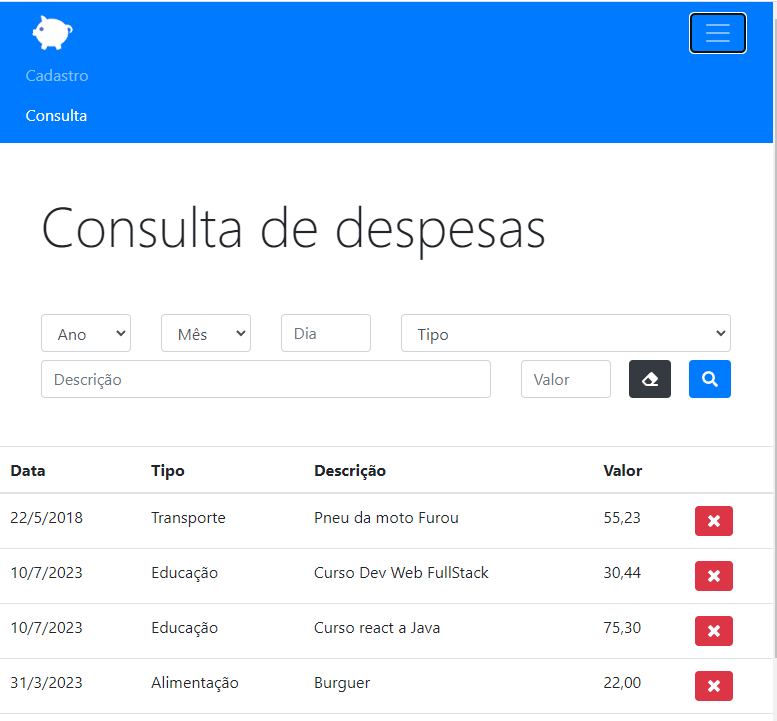 Cadastro
Consulta
Consulta de despesas
Ano Mês Dia Tipo
Descrição Valor
Data Tipo Descrição Valor
22/5/2018 Transporte Pneu da moto Furou 55,23
10/7/2023 Educação Curso Dev Web FullStack 30,44
10/7/2023 Educação Curso react a Java 75,30
31/3/2023 Alimentação Burguer 22,00